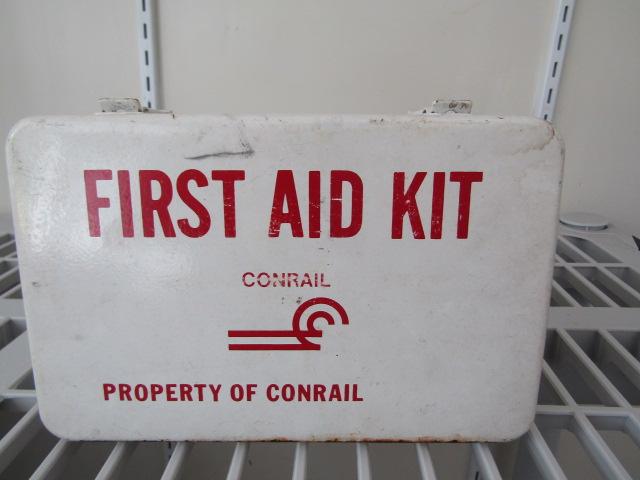 FIRST AID KIT
CONRAIL
PROPERTY OF CONRAIL